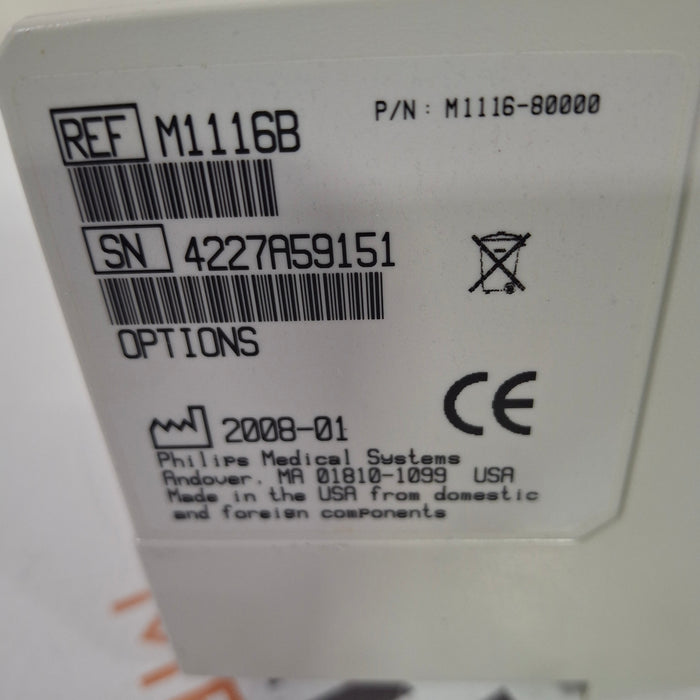 REF M1116B
P/N: M1116-80000
SN 4227A59151
OPTIONS
CE
2008-01
Philips Medical Systems
Andover, MA 01810-1099 USA
Made in the USA from domestic
and foreign components